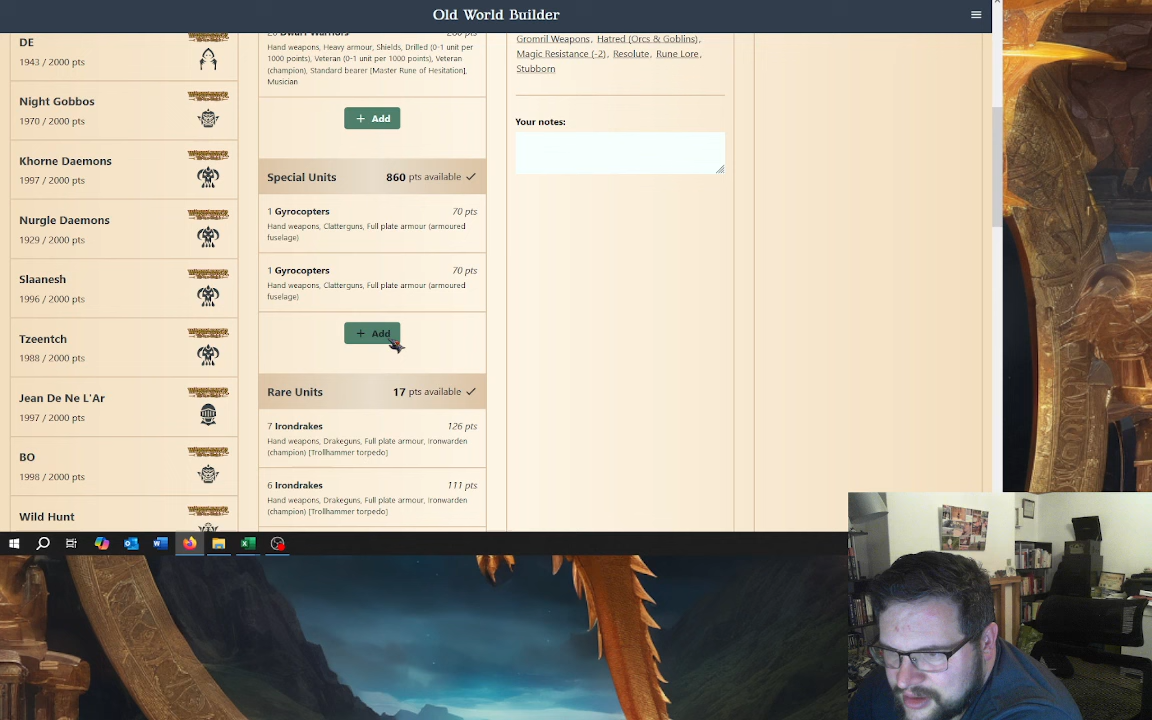 Old World Builder
DE
1943 / 2000 pts
Night Gobbos
1970 / 2000 pts
Khorne Daemons
1997 / 2000 pts
Nurgle Daemons
1929 / 2000 pts
Slaanesh
1996 / 2000 pts
Tzeentch
1988 / 2000 pts
Jean De Ne L'Ar
1997 / 2000 pts
BO
1998 / 2000 pts
Wild Hunt
Hand weapons, Heavy armour, Shields, Drilled (0-1 unit per
1000 points), Veteran (0-1 unit per 1000 points), Veteran
(champion), Standard bearer [Master Rune of Hesitation],
Musician
+ Add
Special Units 860 pts available
1 Gyrocopters 70 pts
Hand weapons, Clatterguns, Full plate armour (armoured
fuselage)
1 Gyrocopters 70 pts
Hand weapons, Clatterguns, Full plate armour (armoured
fuselage)
+ Add
Rare Units 17 pts available
7 Irondrakes 126 pts
Hand weapons, Drakeguns, Full plate armour, Ironwarden
(champion) [Trollhammer torpedo]
6 Irondrakes 111 pts
Hand weapons, Drakeguns, Full plate armour, Ironwarden
(champion) [Trollhammer torpedo]
Gromril Weapons, Hatred (Orcs & Goblins),
Magic Resistance (-2), Resolute, Rune Lore,
Stubborn
Your notes: